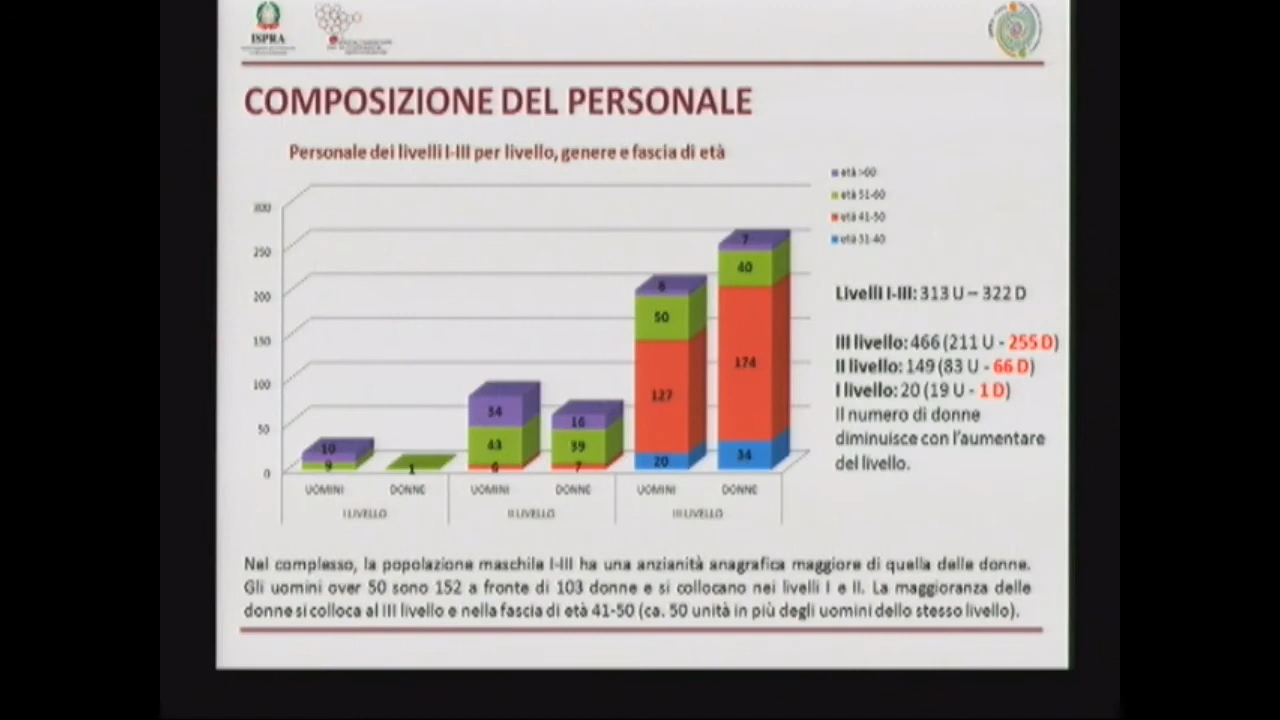 ISPRA
COMPOSIZIONE DEL PERSONALE
Personale dei livelli I-III per livello, genere e fascia di età
età >60
età 51-60
età 41-50
età 31-40
300
250
200
150
100
50
0
10
9
1
34
43
6
16
39
7
6
50
127
20
7
40
174
34
UOMINI DONNE UOMINI DONNE UOMINI DONNE
I LIVELLO II LIVELLO III LIVELLO
Livelli I-III: 313 U – 322 D
III livello: 466 (211 U - 255 D)
II livello: 149 (83 U - 66 D)
I livello: 20 (19 U - 1 D)
Il numero di donne
diminuisce con l'aumentare
del livello.
Nel complesso, la popolazione maschile I-III ha una anzianità anagrafica maggiore di quella delle donne.
Gli uomini over 50 sono 152 a fronte di 103 donne e si collocano nei livelli I e II. La maggioranza delle
donne si colloca al III livello e nella fascia di età 41-50 (ca. 50 unità in più degli uomini dello stesso livello).